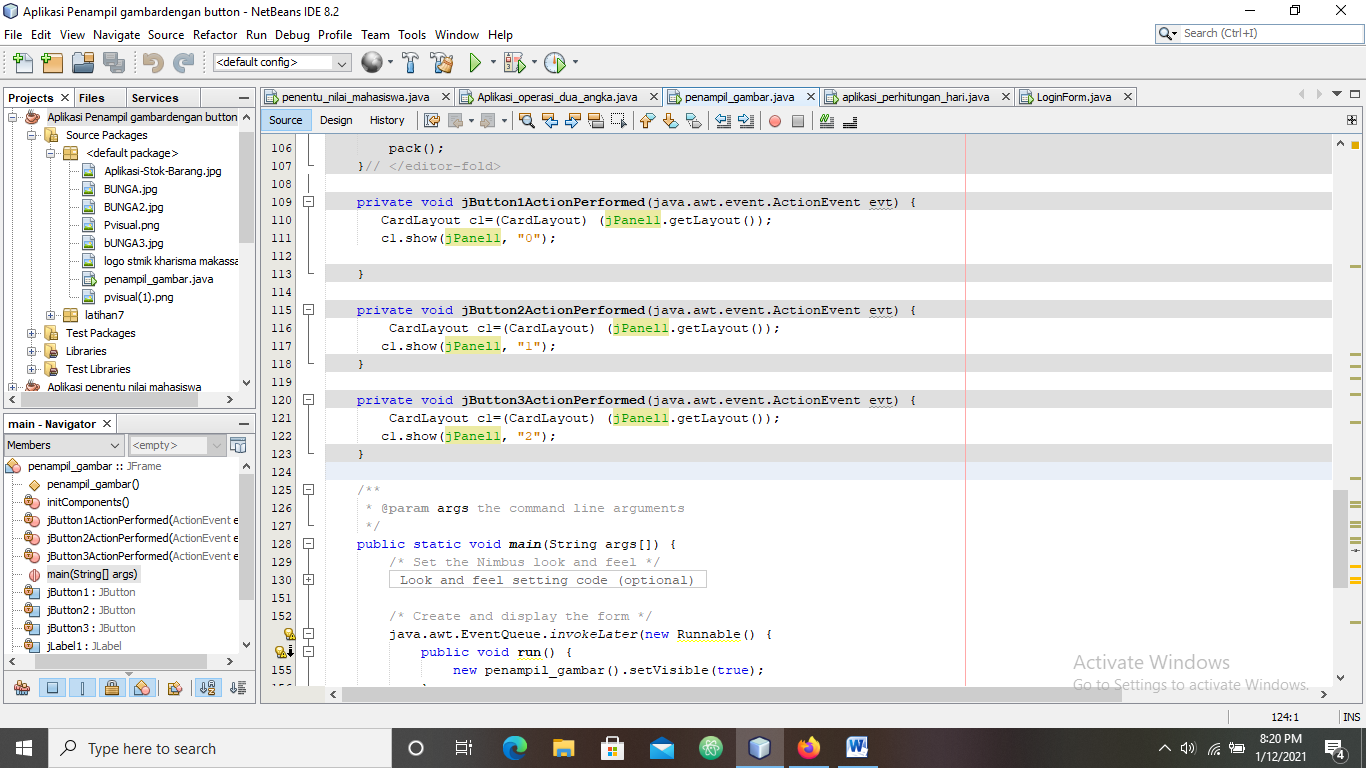 Aplikasi Penampil gambardengan button - NetBeans IDE 8.2
File Edit View Navigate Source Refactor Run Debug Profile Team Tools Window Help
Search (Ctrl+I)
<default config>
Projects Files Services
penentu_nilai_mahasiswa.java Aplikasi_operasi_dua_angka.java penampil_gambar.java aplikasi_perhitungan_hari.java LoginForm.java
Source Design History
Aplikasi Penampil gambardengan button
Source Packages
<default package>
Aplikasi-Stok-Barang.jpg
BUNGA.jpg
BUNGA2.jpg
Pvisual.png
bUNGA3.jpg
logo stmik kharisma makassa
penampil_gambar.java
pvisual(1).png
latihan7
Test Packages
Libraries
Test Libraries
Aplikasi penentu nilai mahasiswa
main - Navigator
Members <empty>
penampil_gambar :: JFrame
penampil_gambar()
initComponents()
jButton1ActionPerformed(ActionEvent e
jButton2ActionPerformed(ActionEvent e
jButton3ActionPerformed(ActionEvent e
main(String[] args)
jButton1 : JButton
jButton2 : JButton
jButton3 : JButton
jLabel1 : JLabel
106 pack();
107 }// </editor-fold>
108
109 private void jButton1ActionPerformed(java.awt.event.ActionEvent evt) {
110 CardLayout cl=(CardLayout) (jPanel1.getLayout());
111 cl.show(jPanel1, "0");
112
113 }
114
115 private void jButton2ActionPerformed(java.awt.event.ActionEvent evt) {
116 CardLayout cl=(CardLayout) (jPanel1.getLayout());
117 cl.show(jPanel1, "1");
118 }
119
120 private void jButton3ActionPerformed(java.awt.event.ActionEvent evt) {
121 CardLayout cl=(CardLayout) (jPanel1.getLayout());
122 cl.show(jPanel1, "2");
123 }
124
125 /**
126 * @param args the command line arguments
127 */
128 public static void main(String args[]) {
129 /* Set the Nimbus look and feel */
130 Look and feel setting code (optional)
151
152 /* Create and display the form */
java.awt.EventQueue.invokeLater(new Runnable() {
public void run() {
155 new penampil_gambar().setVisible(true);
Activate Windows
Go to Settings to activate Windows.
124:1 INS
Type here to search
8:20 PM
1/12/2021
4